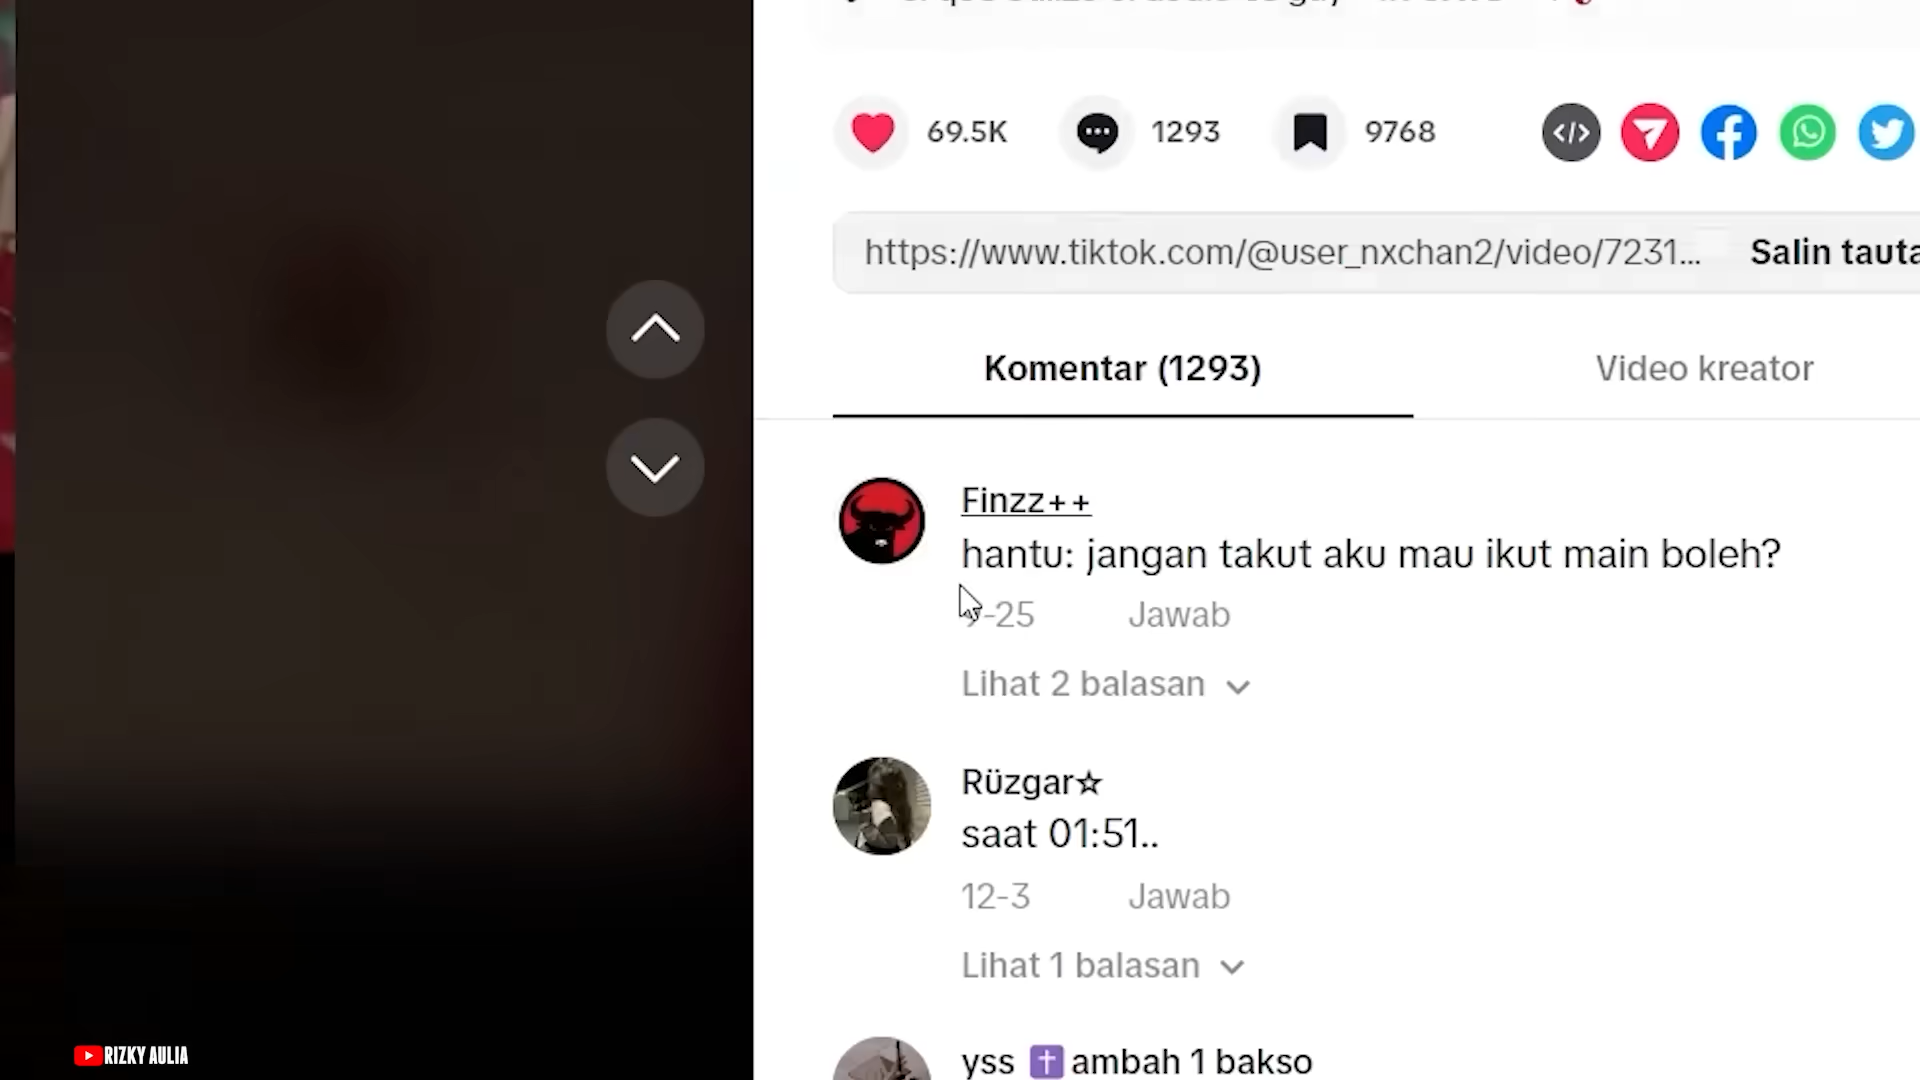 69.5K 1293 9768
https://www.tiktok.com/@user_nxchan2/video/7231... Salin tauta
Komentar (1293) Video kreator
Finzz++
hantu: jangan takut aku mau ikut main boleh?
-25 Jawab
Lihat 2 balasan
Rüzgar☆
saat 01:51..
12-3 Jawab
Lihat 1 balasan
yss ✝️ambah 1 bakso
RIZKY AULIA